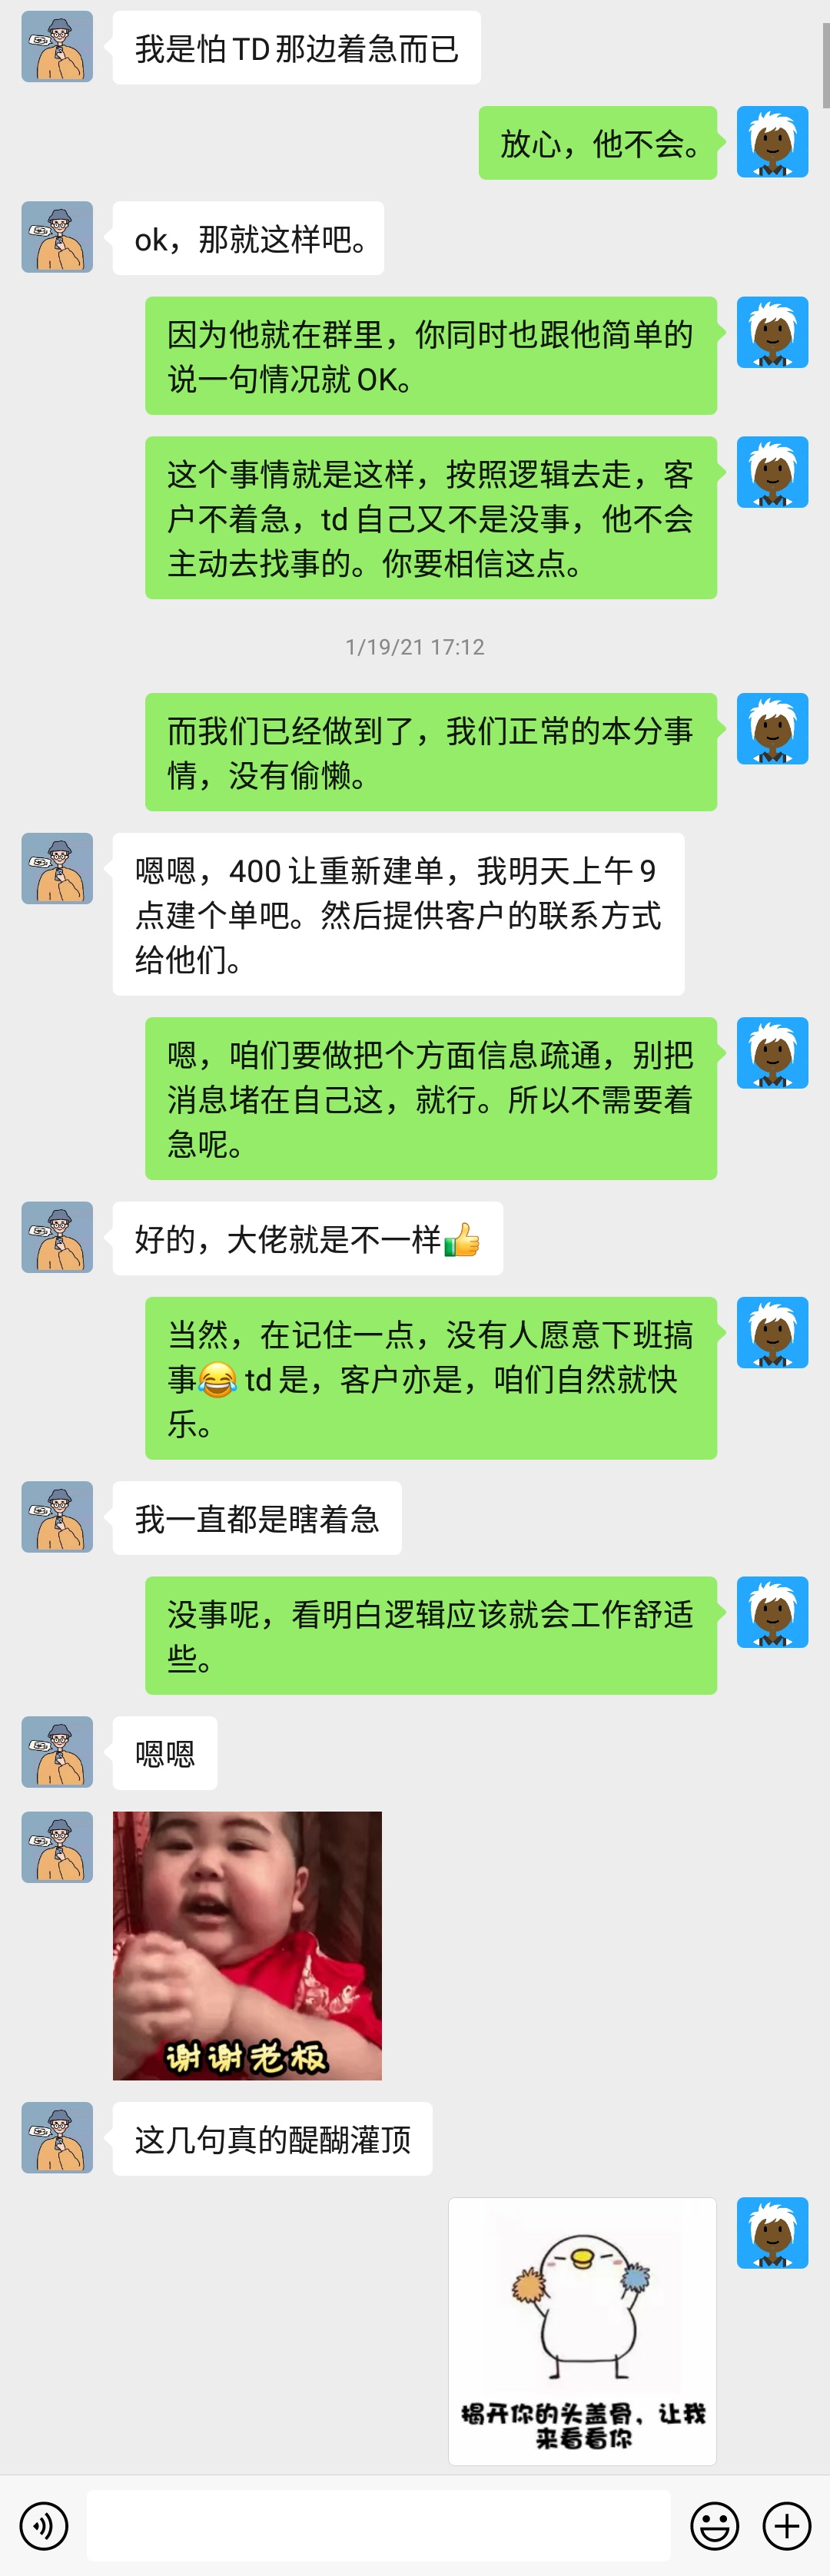 我是怕 TD 那边着急而已
放心，他不会。
ok，那就这样吧。
因为他就在群里，你同时也跟他简单的
说一句情况就 OK。
这个事情就是这样，按照逻辑去走，客
户不着急，td 自己又不是没事，他不会
主动去找事的。你要相信这点。
1/19/21 17:12
而我们已经做到了，我们正常的本分事
情，没有偷懒。
嗯嗯，400 让重新建单，我明天上午 9
点建个单吧。然后提供客户的联系方式
给他们。
嗯，咱们要做把个方面信息疏通，别把
消息堵在自己这，就行。所以不需要着
急呢。
好的，大佬就是不一样👍
当然，在记住一点，没有人愿意下班搞
事😂 td 是，客户亦是，咱们自然就快
乐。
我一直都是瞎着急
没事呢，看明白逻辑应该就会工作舒适
些。
嗯嗯
谢谢老板
这几句真的醍醐灌顶
揭开你的头盖骨，让我
来看看你